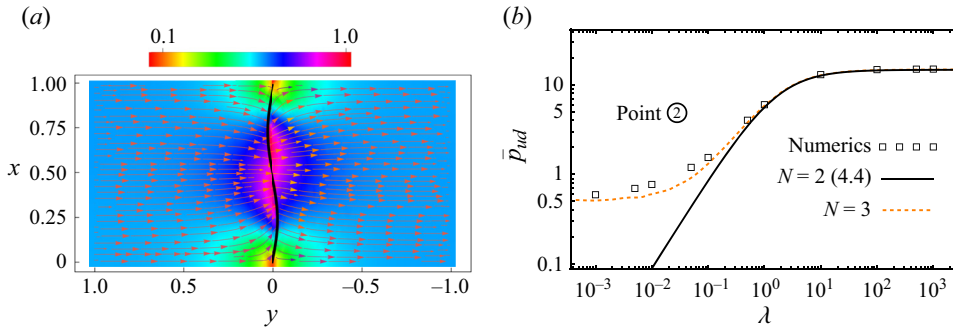 (a)
0.1 1.0
1.00
0.75
x 0.50
0.25
0
1.0 0.5 0 –0.5 –1.0
y
(b)
10
5
p̄ud
1
0.5
0.1
Point ②
Numerics
N = 2 (4.4)
N = 3
10⁻³ 10⁻² 10⁻¹ 10⁰ 10¹ 10² 10³
λ